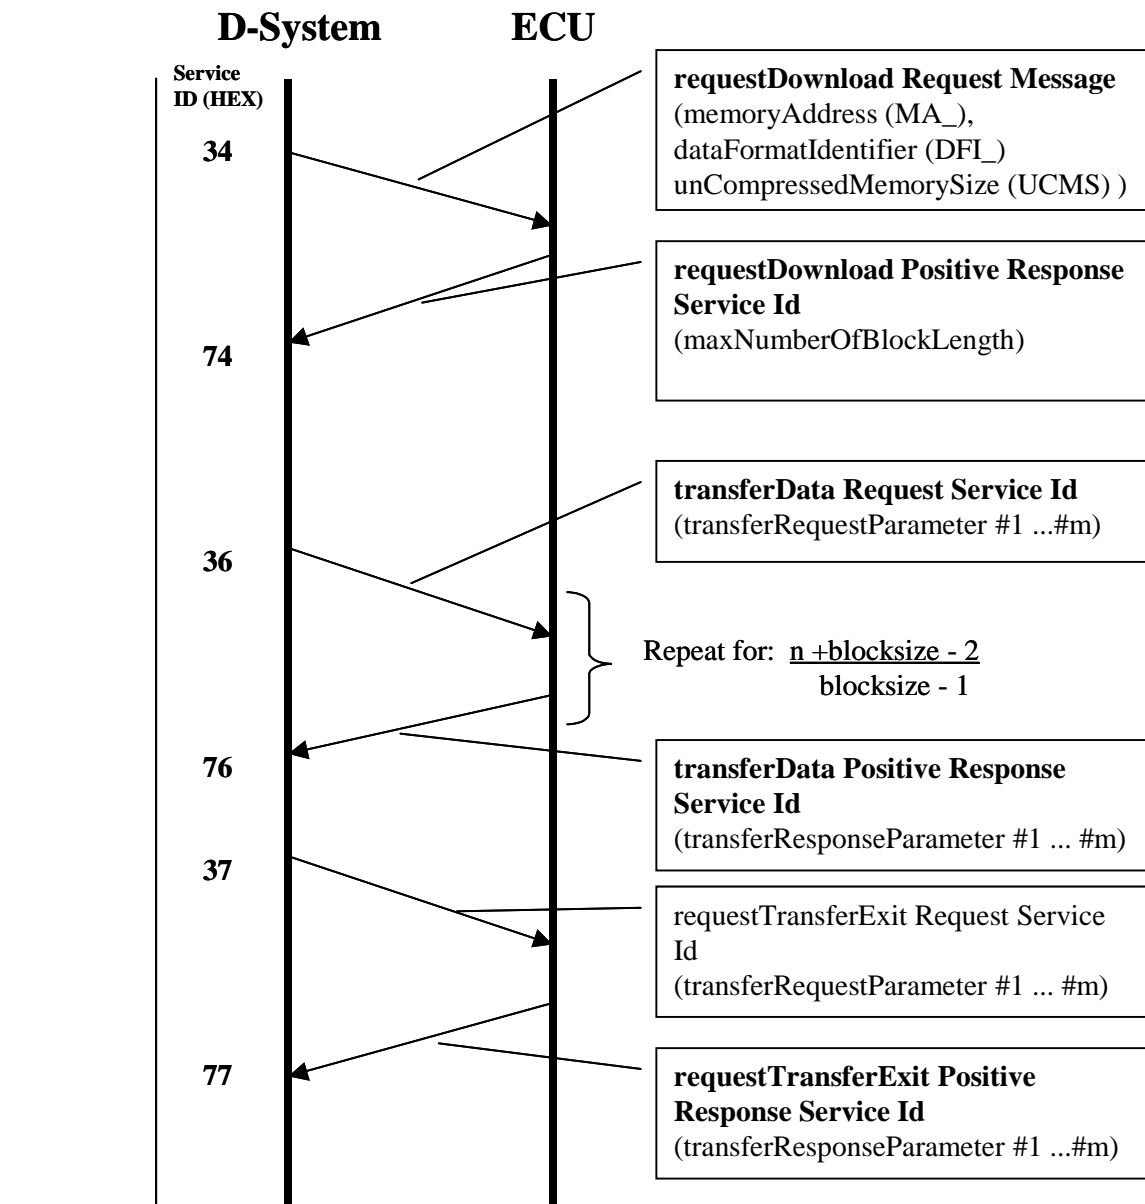 D-System ECU
Service
ID (HEX)
requestDownload Request Message
(memoryAddress (MA_),
dataFormatIdentifier (DFI_)
unCompressedMemorySize (UCMS) )
34
requestDownload Positive Response
Service Id
(maxNumberOfBlockLength)
74
transferData Request Service Id
(transferRequestParameter #1 ...#m)
36
Repeat for: n +blocksize - 2
blocksize - 1
76
transferData Positive Response
Service Id
(transferResponseParameter #1 ... #m)
37
requestTransferExit Request Service
Id
(transferRequestParameter #1 ... #m)
77
requestTransferExit Positive
Response Service Id
(transferResponseParameter #1 ...#m)